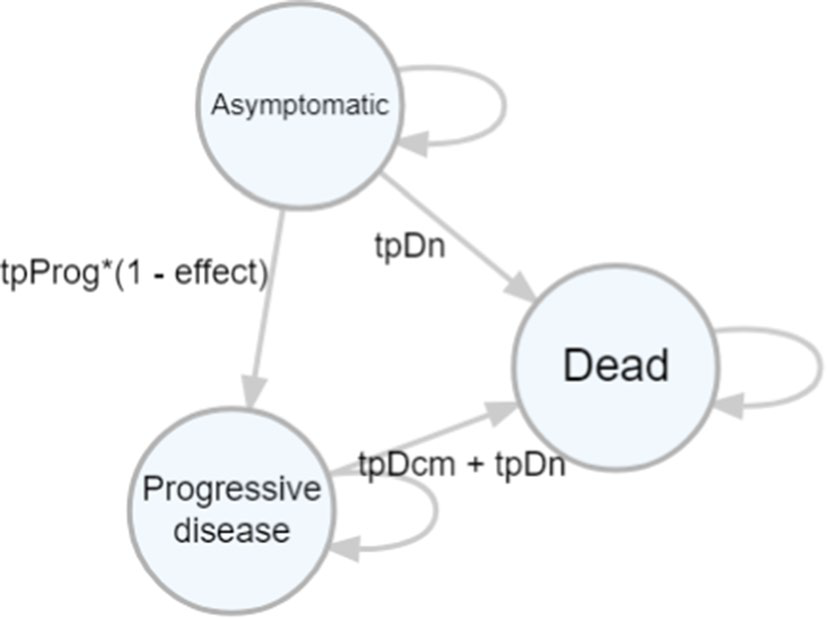 Asymptomatic
tpDn
tpProg*(1 - effect)
Dead
tpDcm + tpDn
Progressive
disease